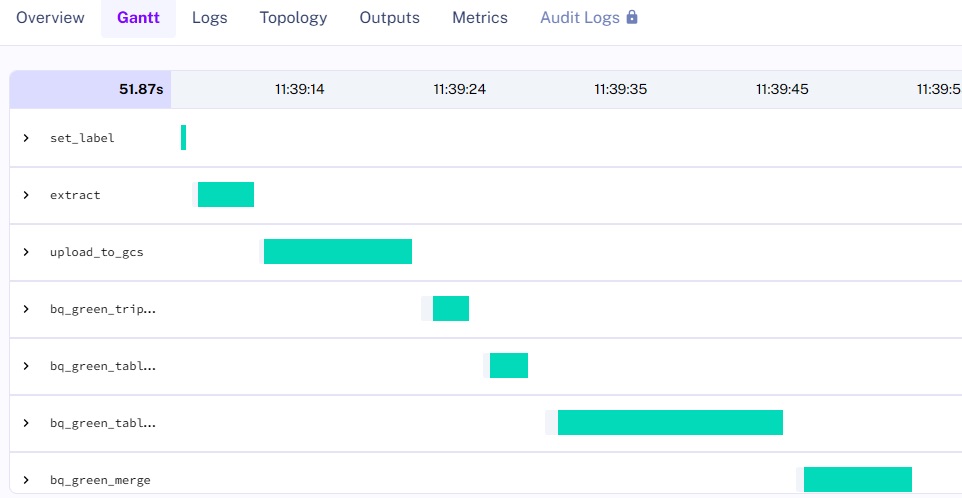 Overview Gantt Logs Topology Outputs Metrics Audit Logs
51.87s 11:39:14 11:39:24 11:39:35 11:39:45 11:39:5
set_label
extract
upload_to_gcs
bq_green_trip...
bq_green_tabl...
bq_green_tabl...
bq_green_merge